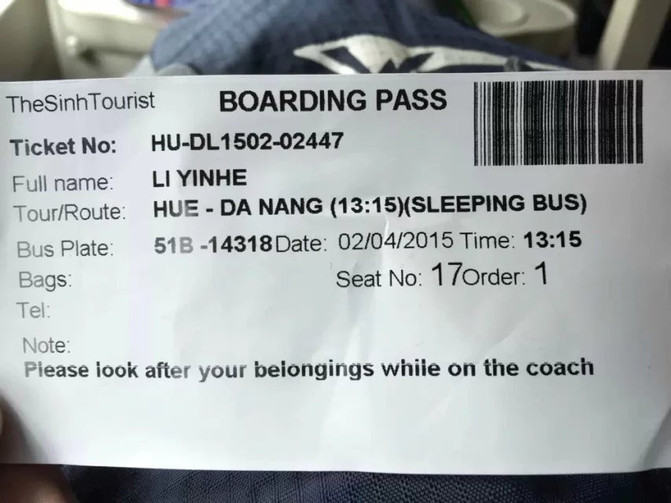 TheSinhTourist BOARDING PASS
Ticket No: HU-DL1502-02447
Full name: LI YINHE
Tour/Route: HUE - DA NANG (13:15)(SLEEPING BUS)
Bus Plate: 51B -14318 Date: 02/04/2015 Time: 13:15
Bags: Seat No: 17 Order: 1
Tel:
Note:
Please look after your belongings while on the coach